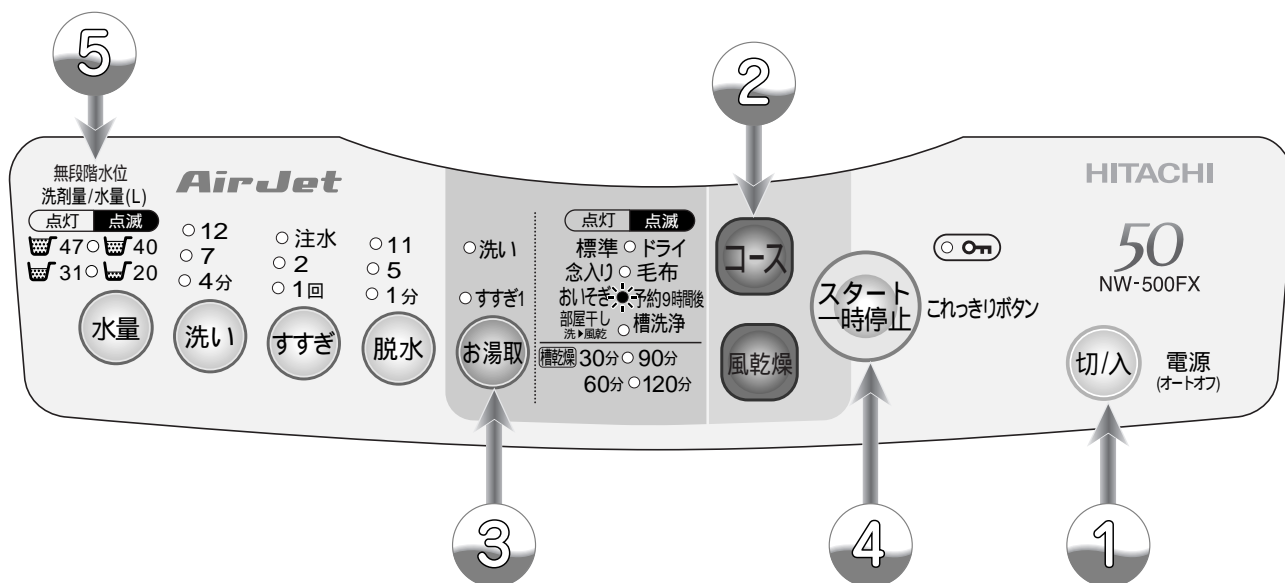 5
2
無段階水位
洗剤量/水量(L)
点灯 点滅
47 40
31 20
水量
AirJet
12
7
4分
洗い
注水
2
1回
すすぎ
11
5
1分
脱水
洗い
すすぎ1
お湯取
点灯 点滅
標準 ドライ
念入り 毛布
おいそぎ 予約9時間後
部屋干し 槽洗浄
洗▶風乾
槽乾燥 30分 90分
60分 120分
コース
風乾燥
スタート
一時停止
これっきりボタン
HITACHI
50
NW-500FX
切/入
電源
(オートオフ)
3
4
1